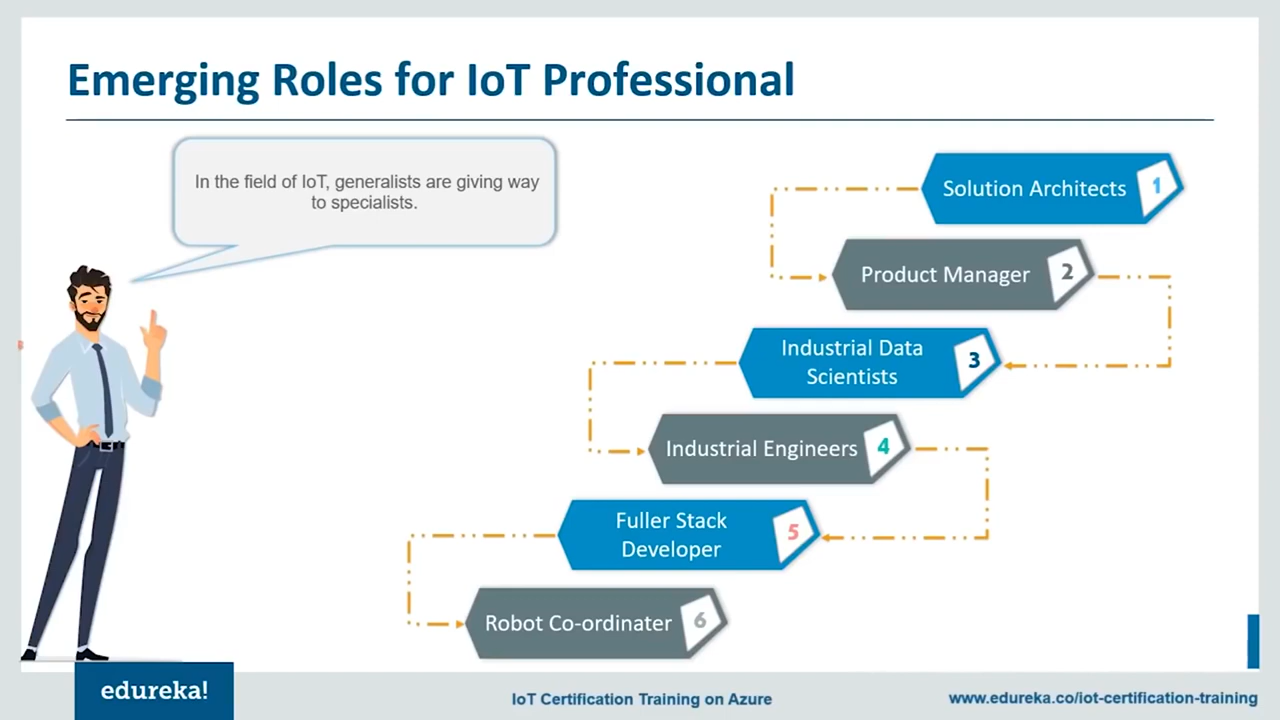 Emerging Roles for IoT Professional
In the field of IoT, generalists are giving way
to specialists.
Solution Architects 1
Product Manager 2
Industrial Data
Scientists 3
Industrial Engineers 4
Fuller Stack
Developer 5
Robot Co-ordinater 6
edureka!
IoT Certification Training on Azure
www.edureka.co/iot-certification-training